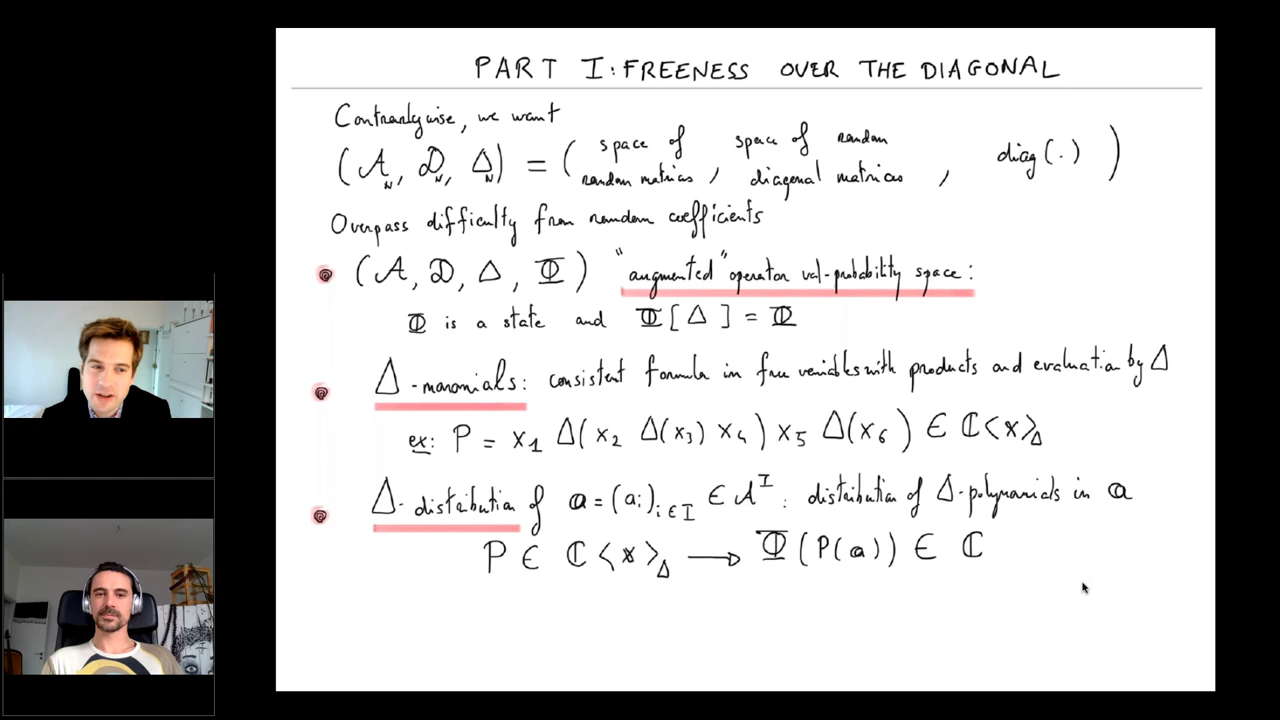 PART I: FREENESS OVER THE DIAGONAL
Contrarlywise, we want
(𝒜_N, 𝒟_N, Δ_N) = ( space of random matrices, space of random diagonal matrices, diag(.) )
Overpass difficulty from random coefficients
(𝒜, 𝒟, Δ, Φ) "augmented" operator val-probability space:
Φ is a state and Φ[Δ] = Φ
Δ-monomials: consistent formula in free variables with products and evaluation by Δ
ex: P = x₁ Δ(x₂ Δ(x₃) x₄) x₅ Δ(x₆) ∈ ℂ⟨x⟩_Δ
Δ-distribution of a = (aᵢ)_{i∈I} ∈ 𝒜^I : distribution of Δ-polynomials in a
P ∈ ℂ⟨x⟩_Δ → Φ(P(a)) ∈ ℂ